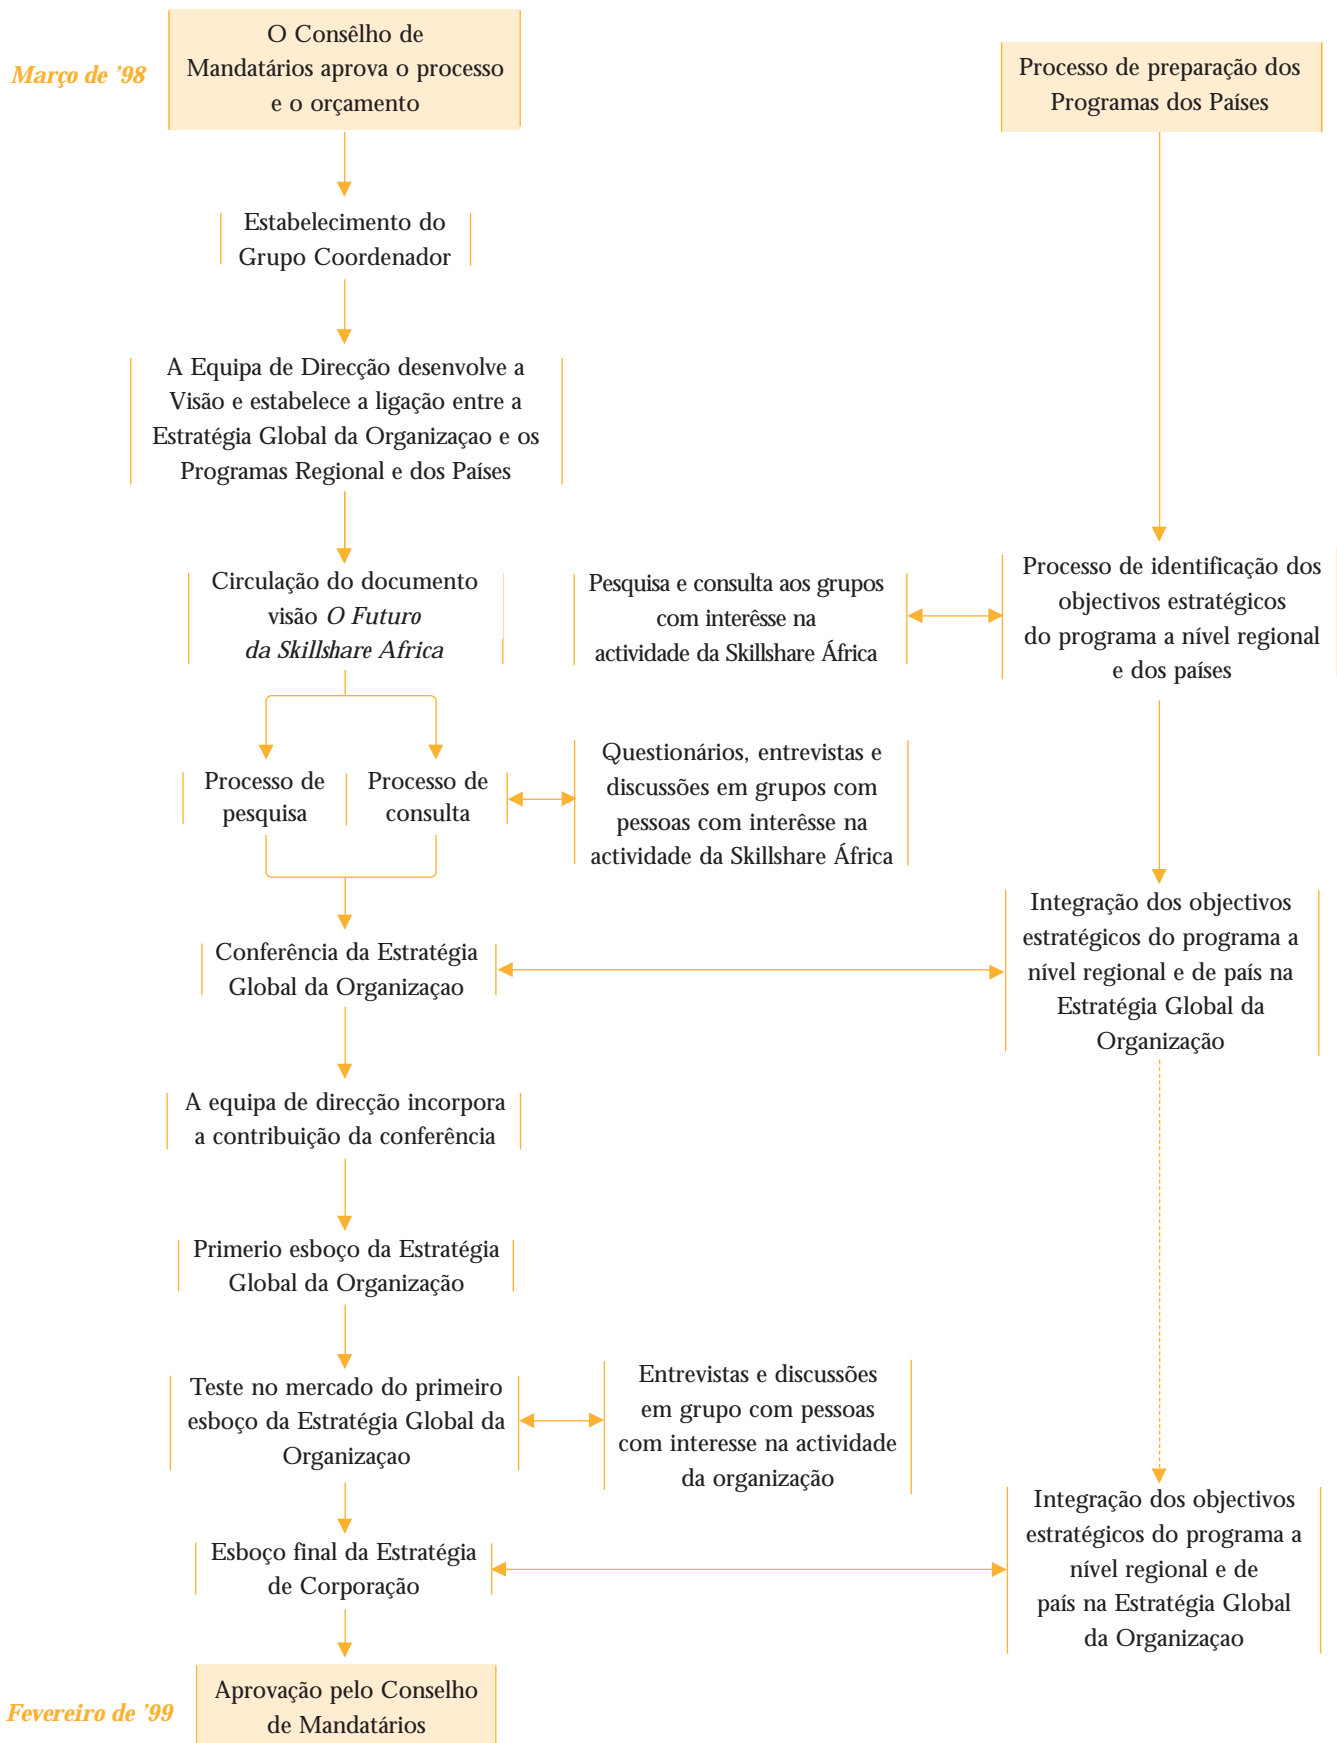 Março de ’98
O Consêlho de
Mandatários aprova o processo
e o orçamento
Processo de preparação dos
Programas dos Países
Estabelecimento do
Grupo Coordenador
A Equipa de Direcção desenvolve a
Visão e estabelece a ligação entre a
Estratégia Global da Organizaçao e os
Programas Regional e dos Países
Circulação do documento
visão O Futuro
da Skillshare Africa
Pesquisa e consulta aos grupos
com interêsse na
actividade da Skillshare África
Processo de identificação dos
objectivos estratégicos
do programa a nível regional
e dos países
Processo de
pesquisa
Processo de
consulta
Questionários, entrevistas e
discussões em grupos com
pessoas com interêsse na
actividade da Skillshare África
Conferência da Estratégia
Global da Organizaçao
Integração dos objectivos
estratégicos do programa a
nível regional e de país na
Estratégia Global da
Organização
A equipa de direcção incorpora
a contribuição da conferência
Primerio esboço da Estratégia
Global da Organização
Teste no mercado do primeiro
esboço da Estratégia Global da
Organizaçao
Entrevistas e discussões
em grupo com pessoas
com interesse na actividade
da organização
Esboço final da Estratégia
de Corporação
Integração dos objectivos
estratégicos do programa a
nível regional e de
país na Estratégia Global
da Organizaçao
Fevereiro de ’99
Aprovação pelo Conselho
de Mandatários